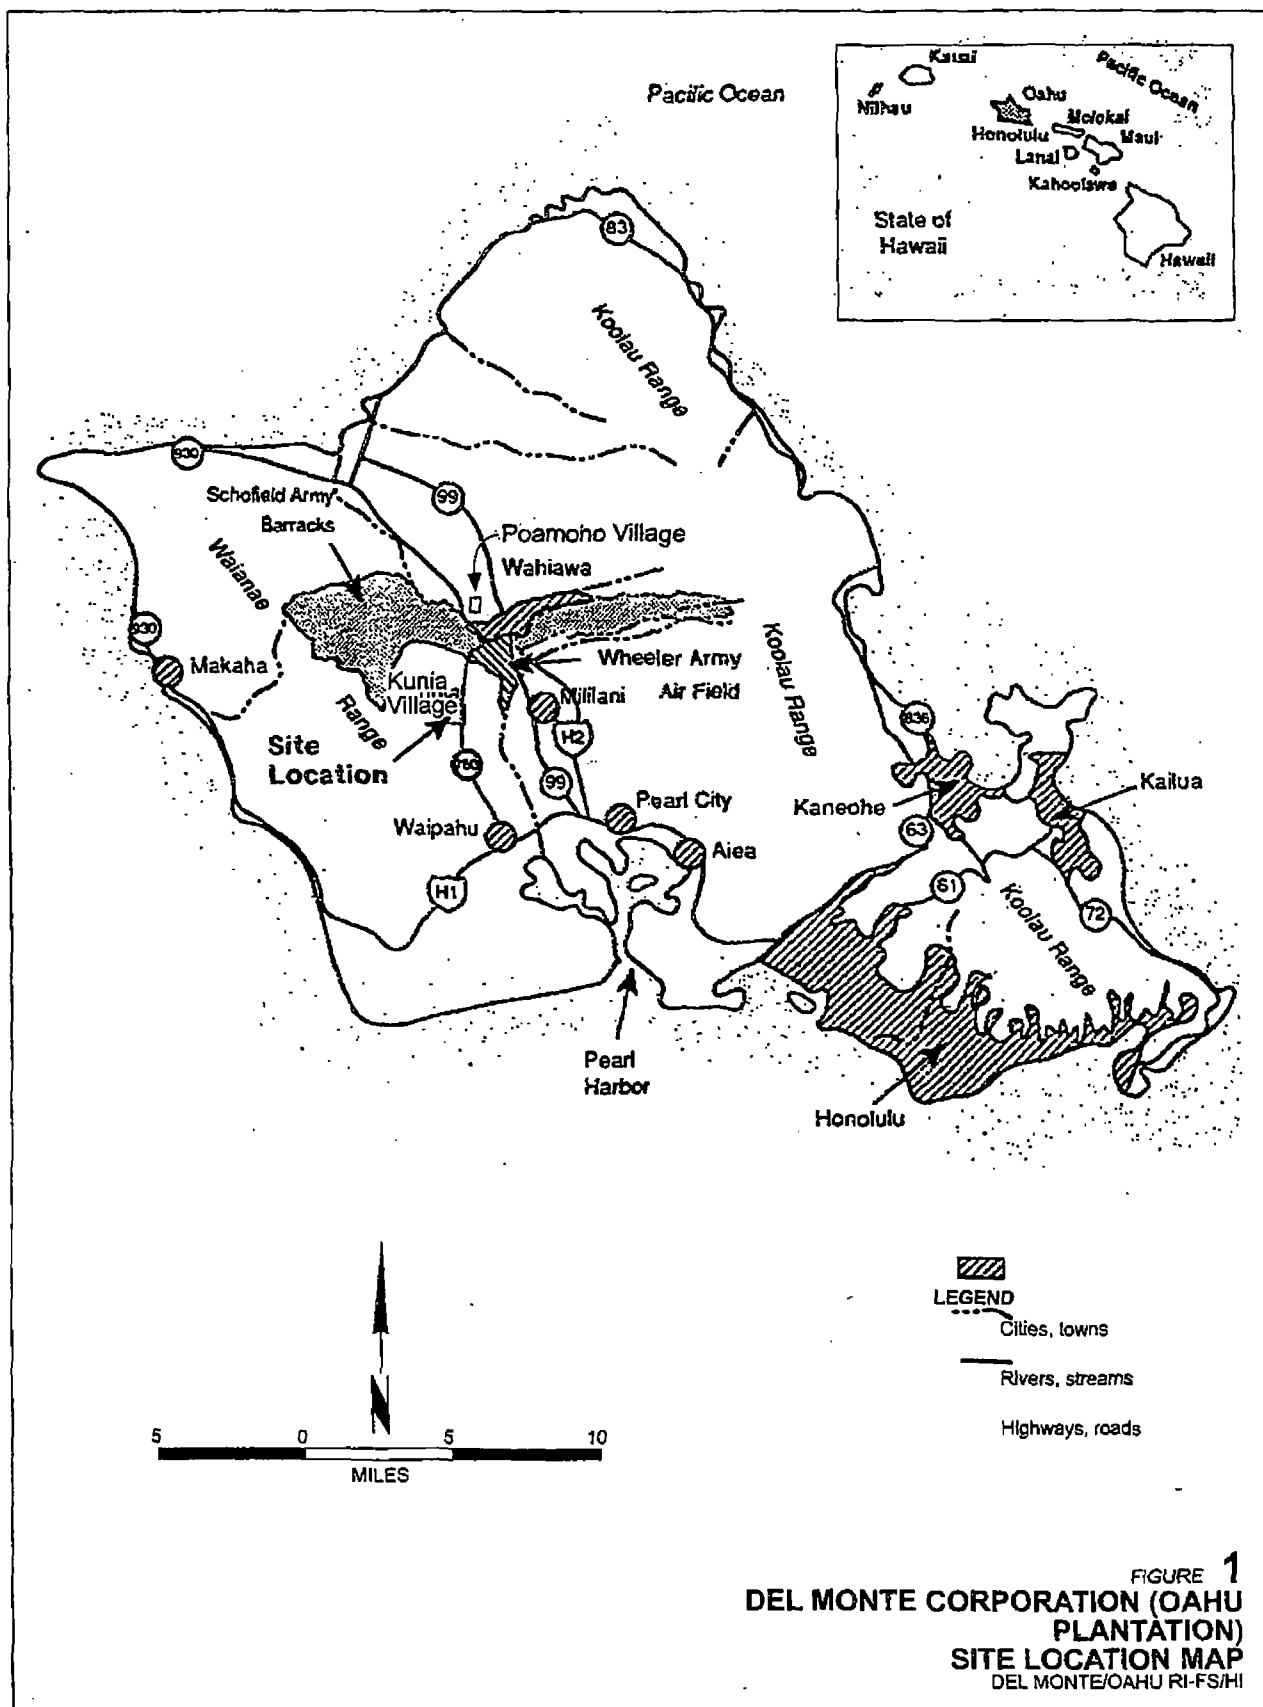 Pacific Ocean
Kauai
Niihau
Oahu
Honolulu
Molokai
Maui
Lanai
Kahoolawe
Hawaii
Pacific Ocean
State of
Hawaii
83
Koolau Range
930
99
Schofield Army
Barracks
Poamoho Village
Wahiawa
Waianae
Range
930
Makaha
Kunia
Village
Wheeler Army
Air Field
Mililani
Koolau Range
Site
Location
H2
750
99
836
Kaneohe
Kailua
Pearl City
Waipahu
Aiea
63
H1
61
Koolau Range
72
Pearl
Harbor
Honolulu
LEGEND
Cities, towns
Rivers, streams
Highways, roads
N
5 0 5 10
MILES
FIGURE 1
DEL MONTE CORPORATION (OAHU
PLANTATION)
SITE LOCATION MAP
DEL MONTE/OAHU RI-FS/HI